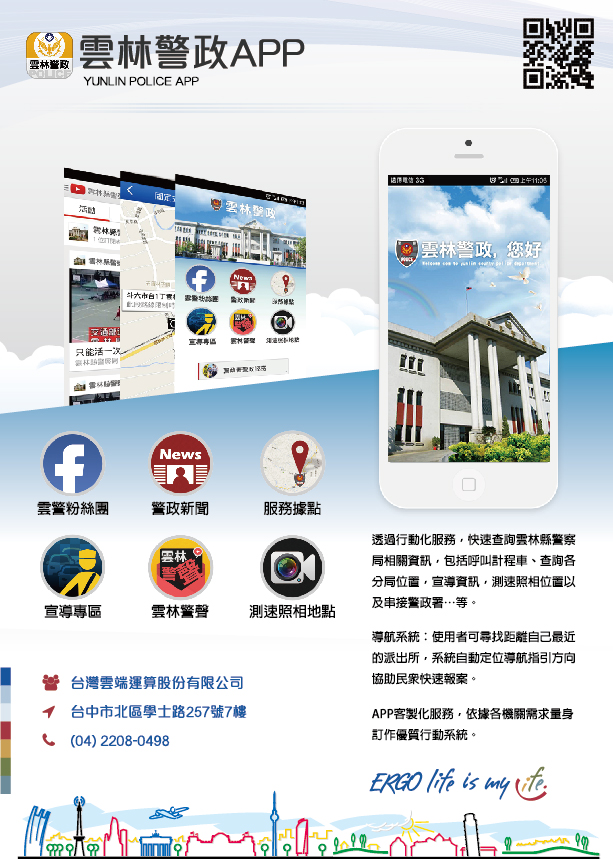 雲林警政
POLICE
雲林警政APP
YUNLIN POLICE APP
活動
只能活一次
雲林警政
雲警粉絲團
警政新聞
服務據點
宣導專區
雲林警聲
測速照相地點
遠傳電信 3G
上午11:05
雲林警政, 您好
News
雲林
警聲
雲警粉絲團
警政新聞
服務據點
宣導專區
雲林警聲
測速照相地點
透過行動化服務，快速查詢雲林縣警察
局相關資訊，包括呼叫計程車、查詢各
分局位置，宣導資訊，測速照相位置以
及串接警政署…等。
導航系統：使用者可尋找距離自己最近
的派出所，系統自動定位導航指引方向
協助民眾快速報案。
APP客製化服務，依據各機關需求量身
訂作優質行動系統。
台灣雲端運算股份有限公司
台中市北區學士路257號7樓
(04) 2208-0498
ERGO life is my life.